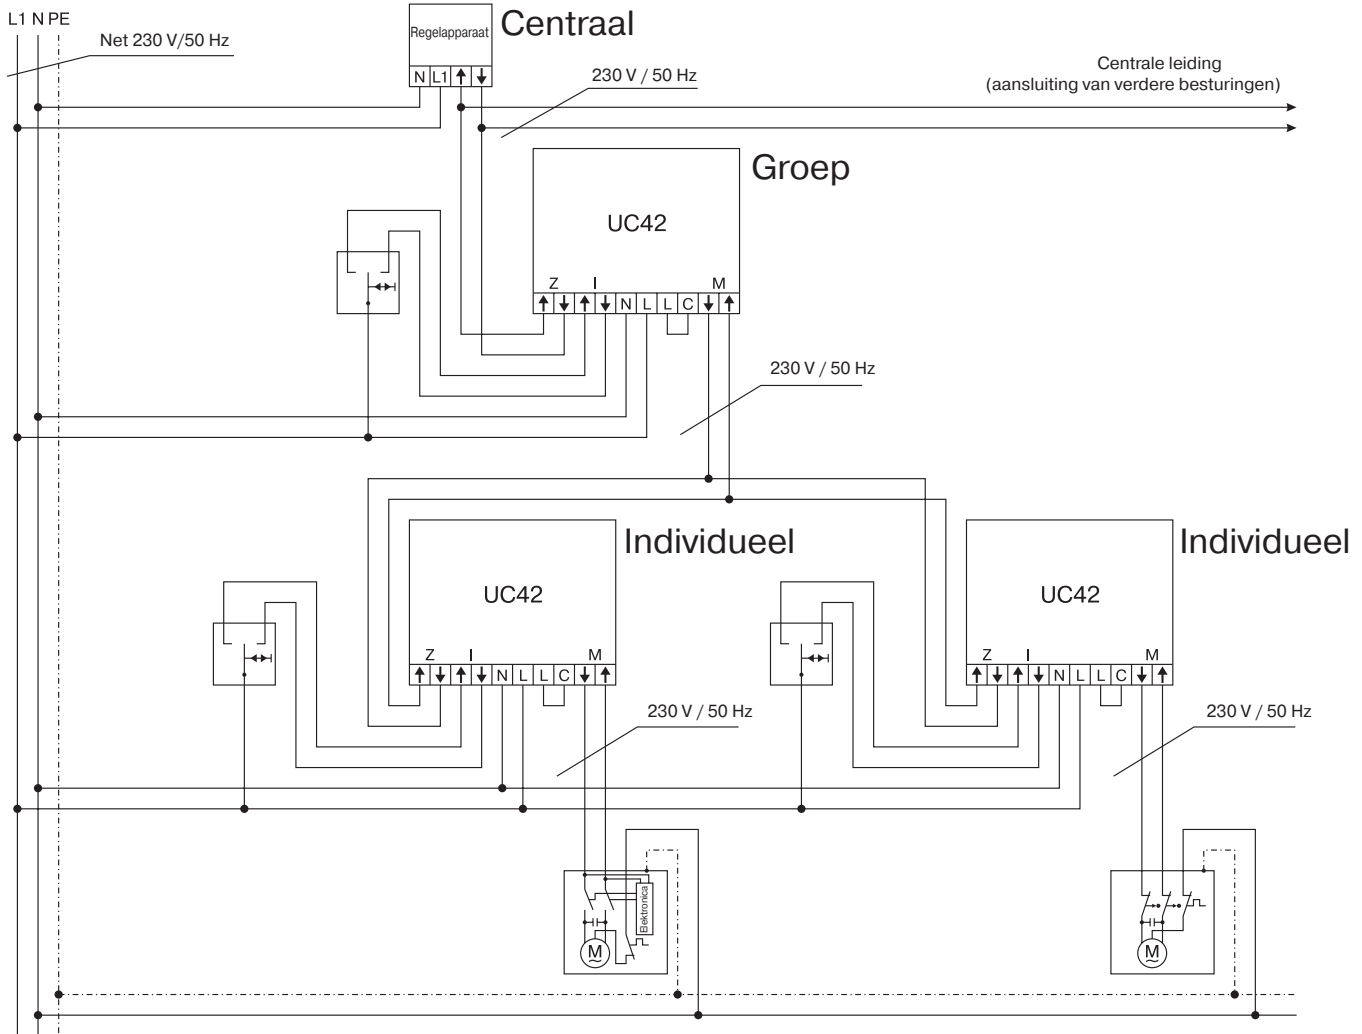 L1 N PE
Net 230 V/50 Hz
Regelapparaat
Centraal
N L1 ↑ ↓
230 V / 50 Hz
Centrale leiding
(aansluiting van verdere besturingen)
Groep
UC42
Z I M
↑ ↓ ↑ ↓ N L L C ↓ ↑
230 V / 50 Hz
Individueel
UC42
Z I M
↑ ↓ ↑ ↓ N L L C ↓ ↑
230 V / 50 Hz
Elektronica
M
~
Individueel
UC42
Z I M
↑ ↓ ↑ ↓ N L L C ↓ ↑
230 V / 50 Hz
M
~